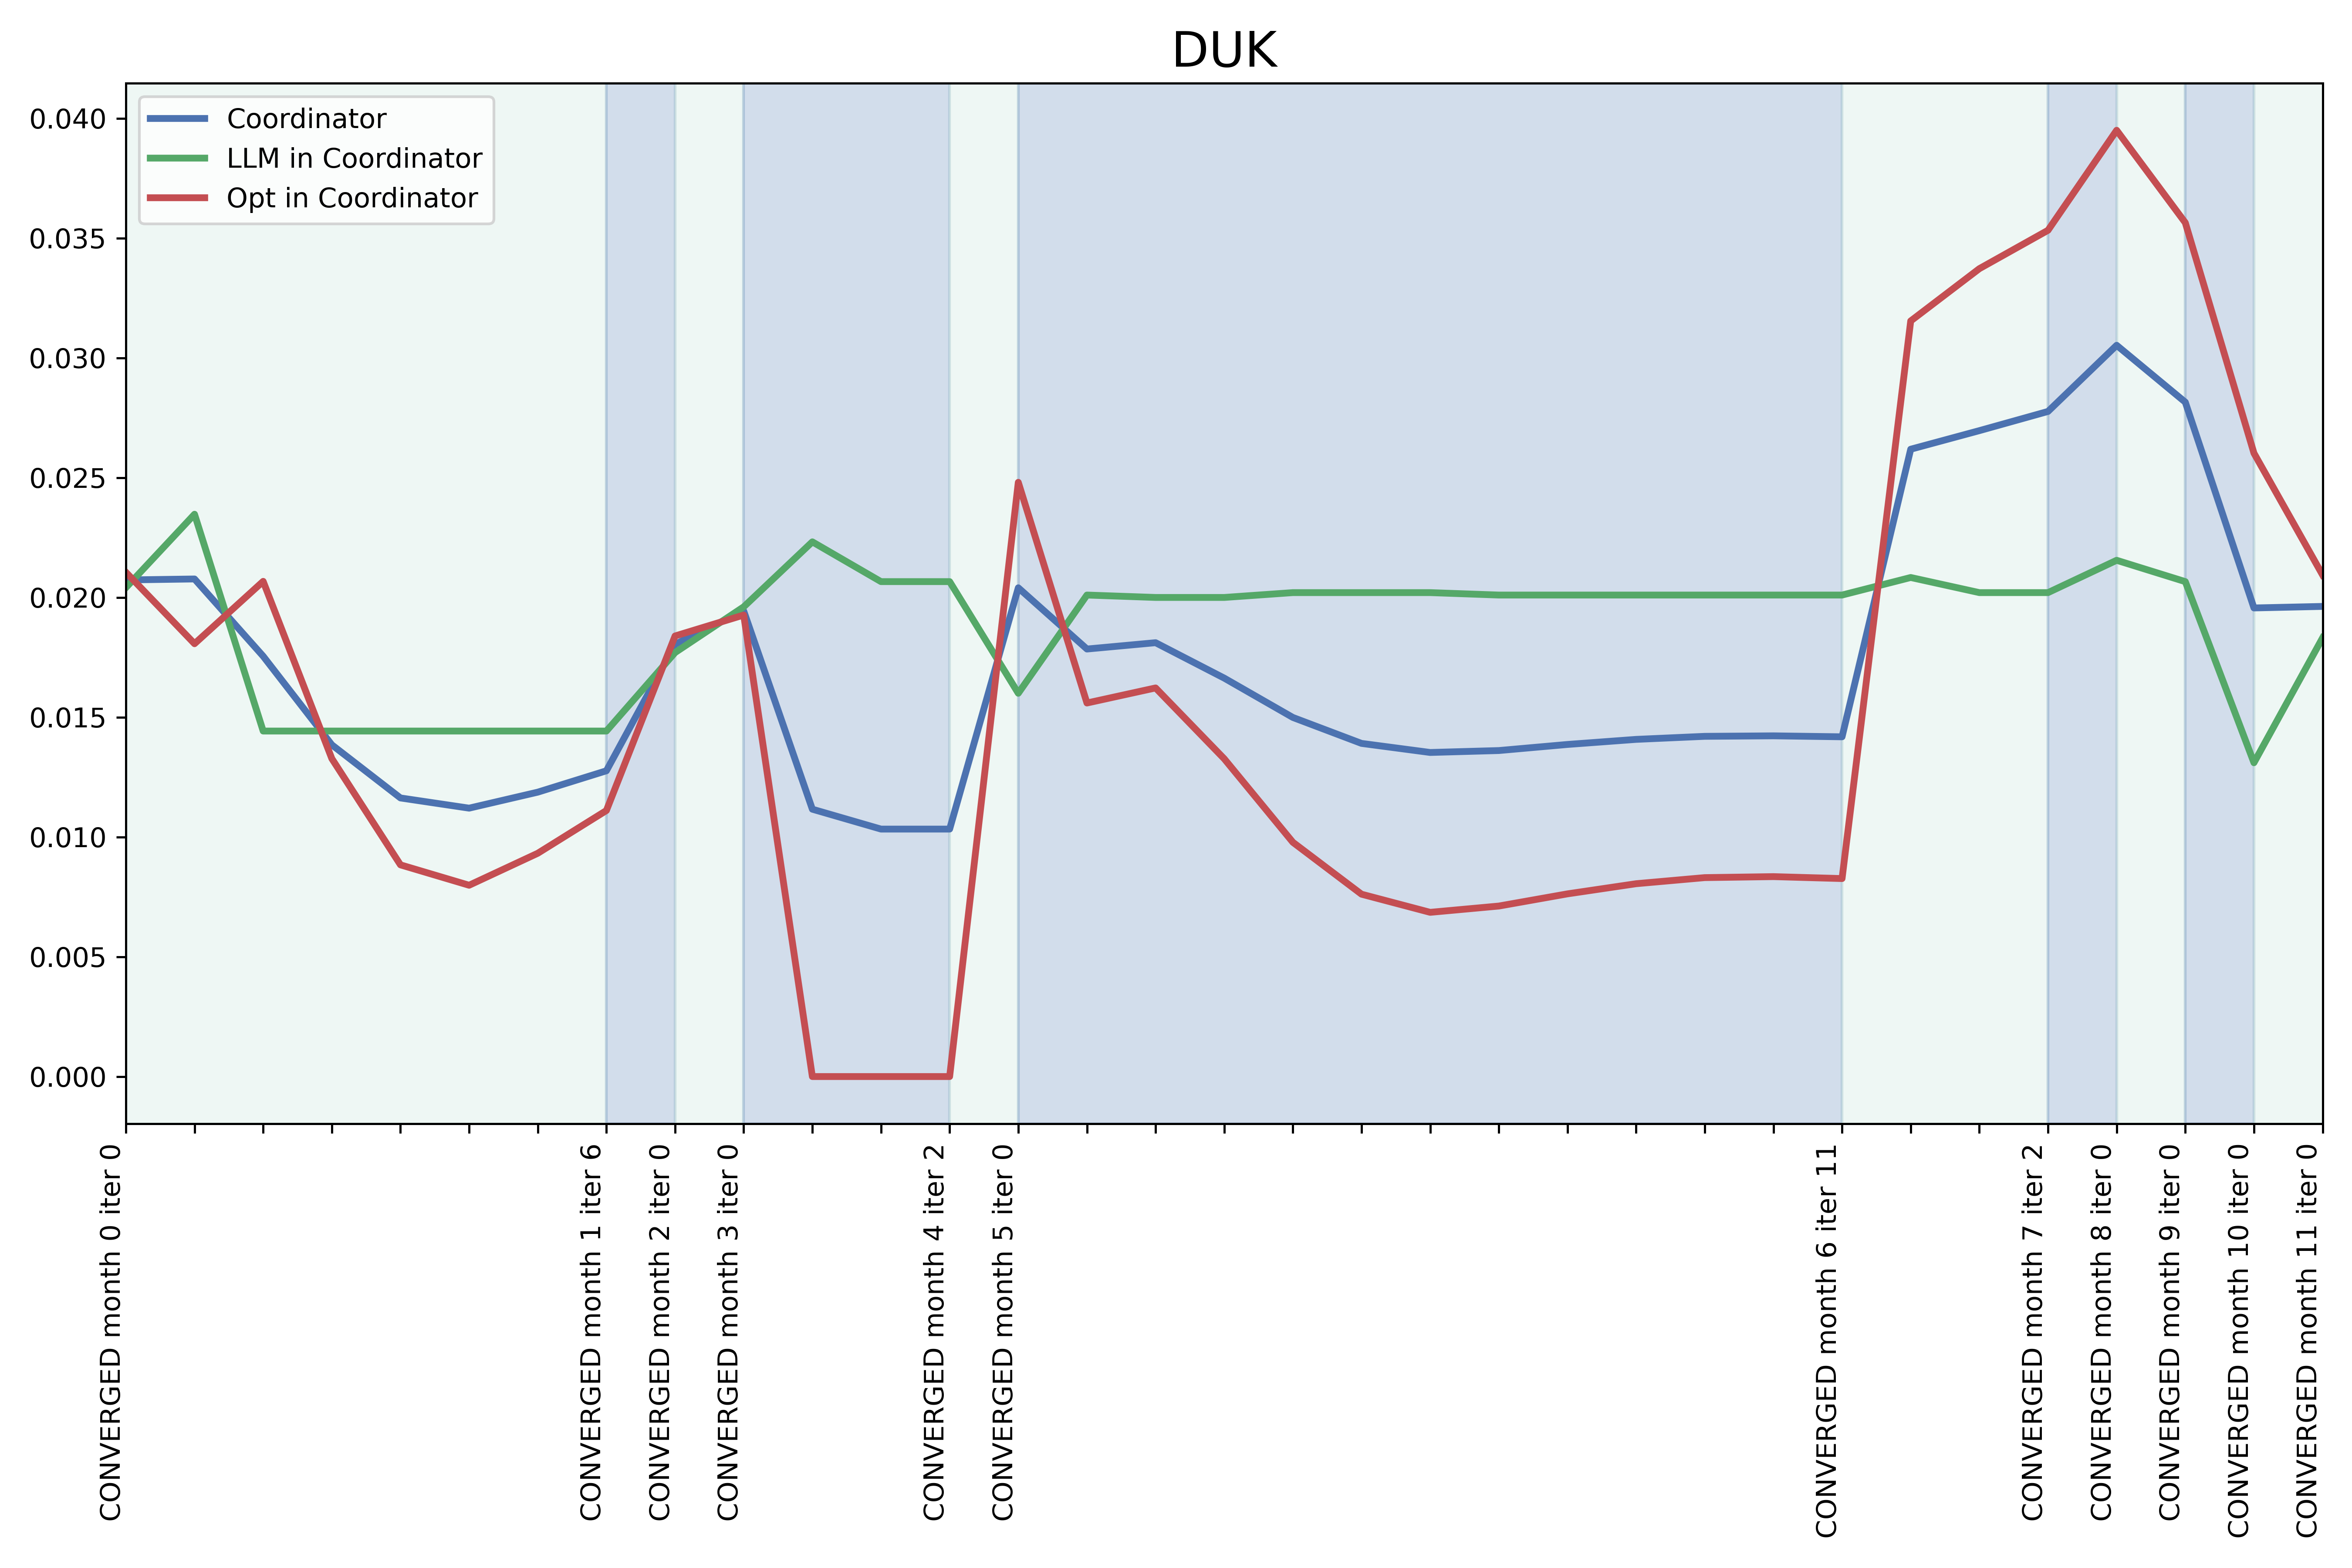 DUK
0.040
0.035
0.030
0.025
0.020
0.015
0.010
0.005
0.000
Coordinator
LLM in Coordinator
Opt in Coordinator
CONVERGED month 0 iter 0
CONVERGED month 1 iter 6
CONVERGED month 2 iter 0
CONVERGED month 3 iter 0
CONVERGED month 4 iter 2
CONVERGED month 5 iter 0
CONVERGED month 6 iter 11
CONVERGED month 7 iter 2
CONVERGED month 8 iter 0
CONVERGED month 9 iter 0
CONVERGED month 10 iter 0
CONVERGED month 11 iter 0